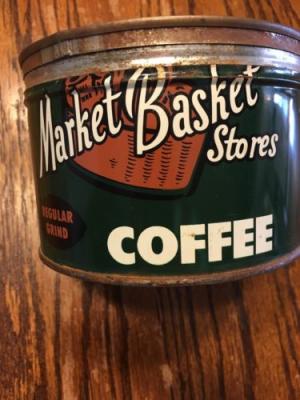 Market Basket
Stores
REGULAR
GRIND
COFFEE